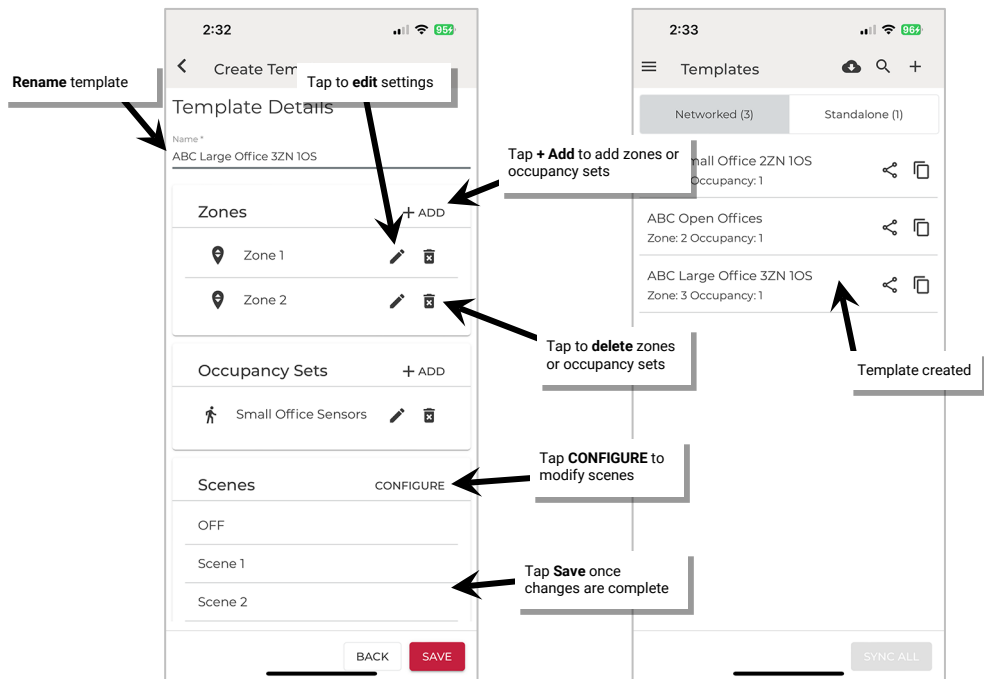 2:32
95
Create Tem
Rename template
Tap to edit settings
Template Details
Name *
ABC Large Office 3ZN 1OS
Tap + Add to add zones or
occupancy sets
Zones
+ ADD
Zone 1
Zone 2
Tap to delete zones
or occupancy sets
Occupancy Sets
+ ADD
Small Office Sensors
Scenes
CONFIGURE
Tap CONFIGURE to
modify scenes
OFF
Scene 1
Scene 2
Tap Save once
changes are complete
BACK
SAVE
2:33
96
Templates
Networked (3)
Standalone (1)
Office 2ZN 1OS
Occupancy: 1
ABC Open Offices
Zone: 2 Occupancy: 1
ABC Large Office 3ZN 1OS
Zone: 3 Occupancy: 1
Template created
SYNC ALL